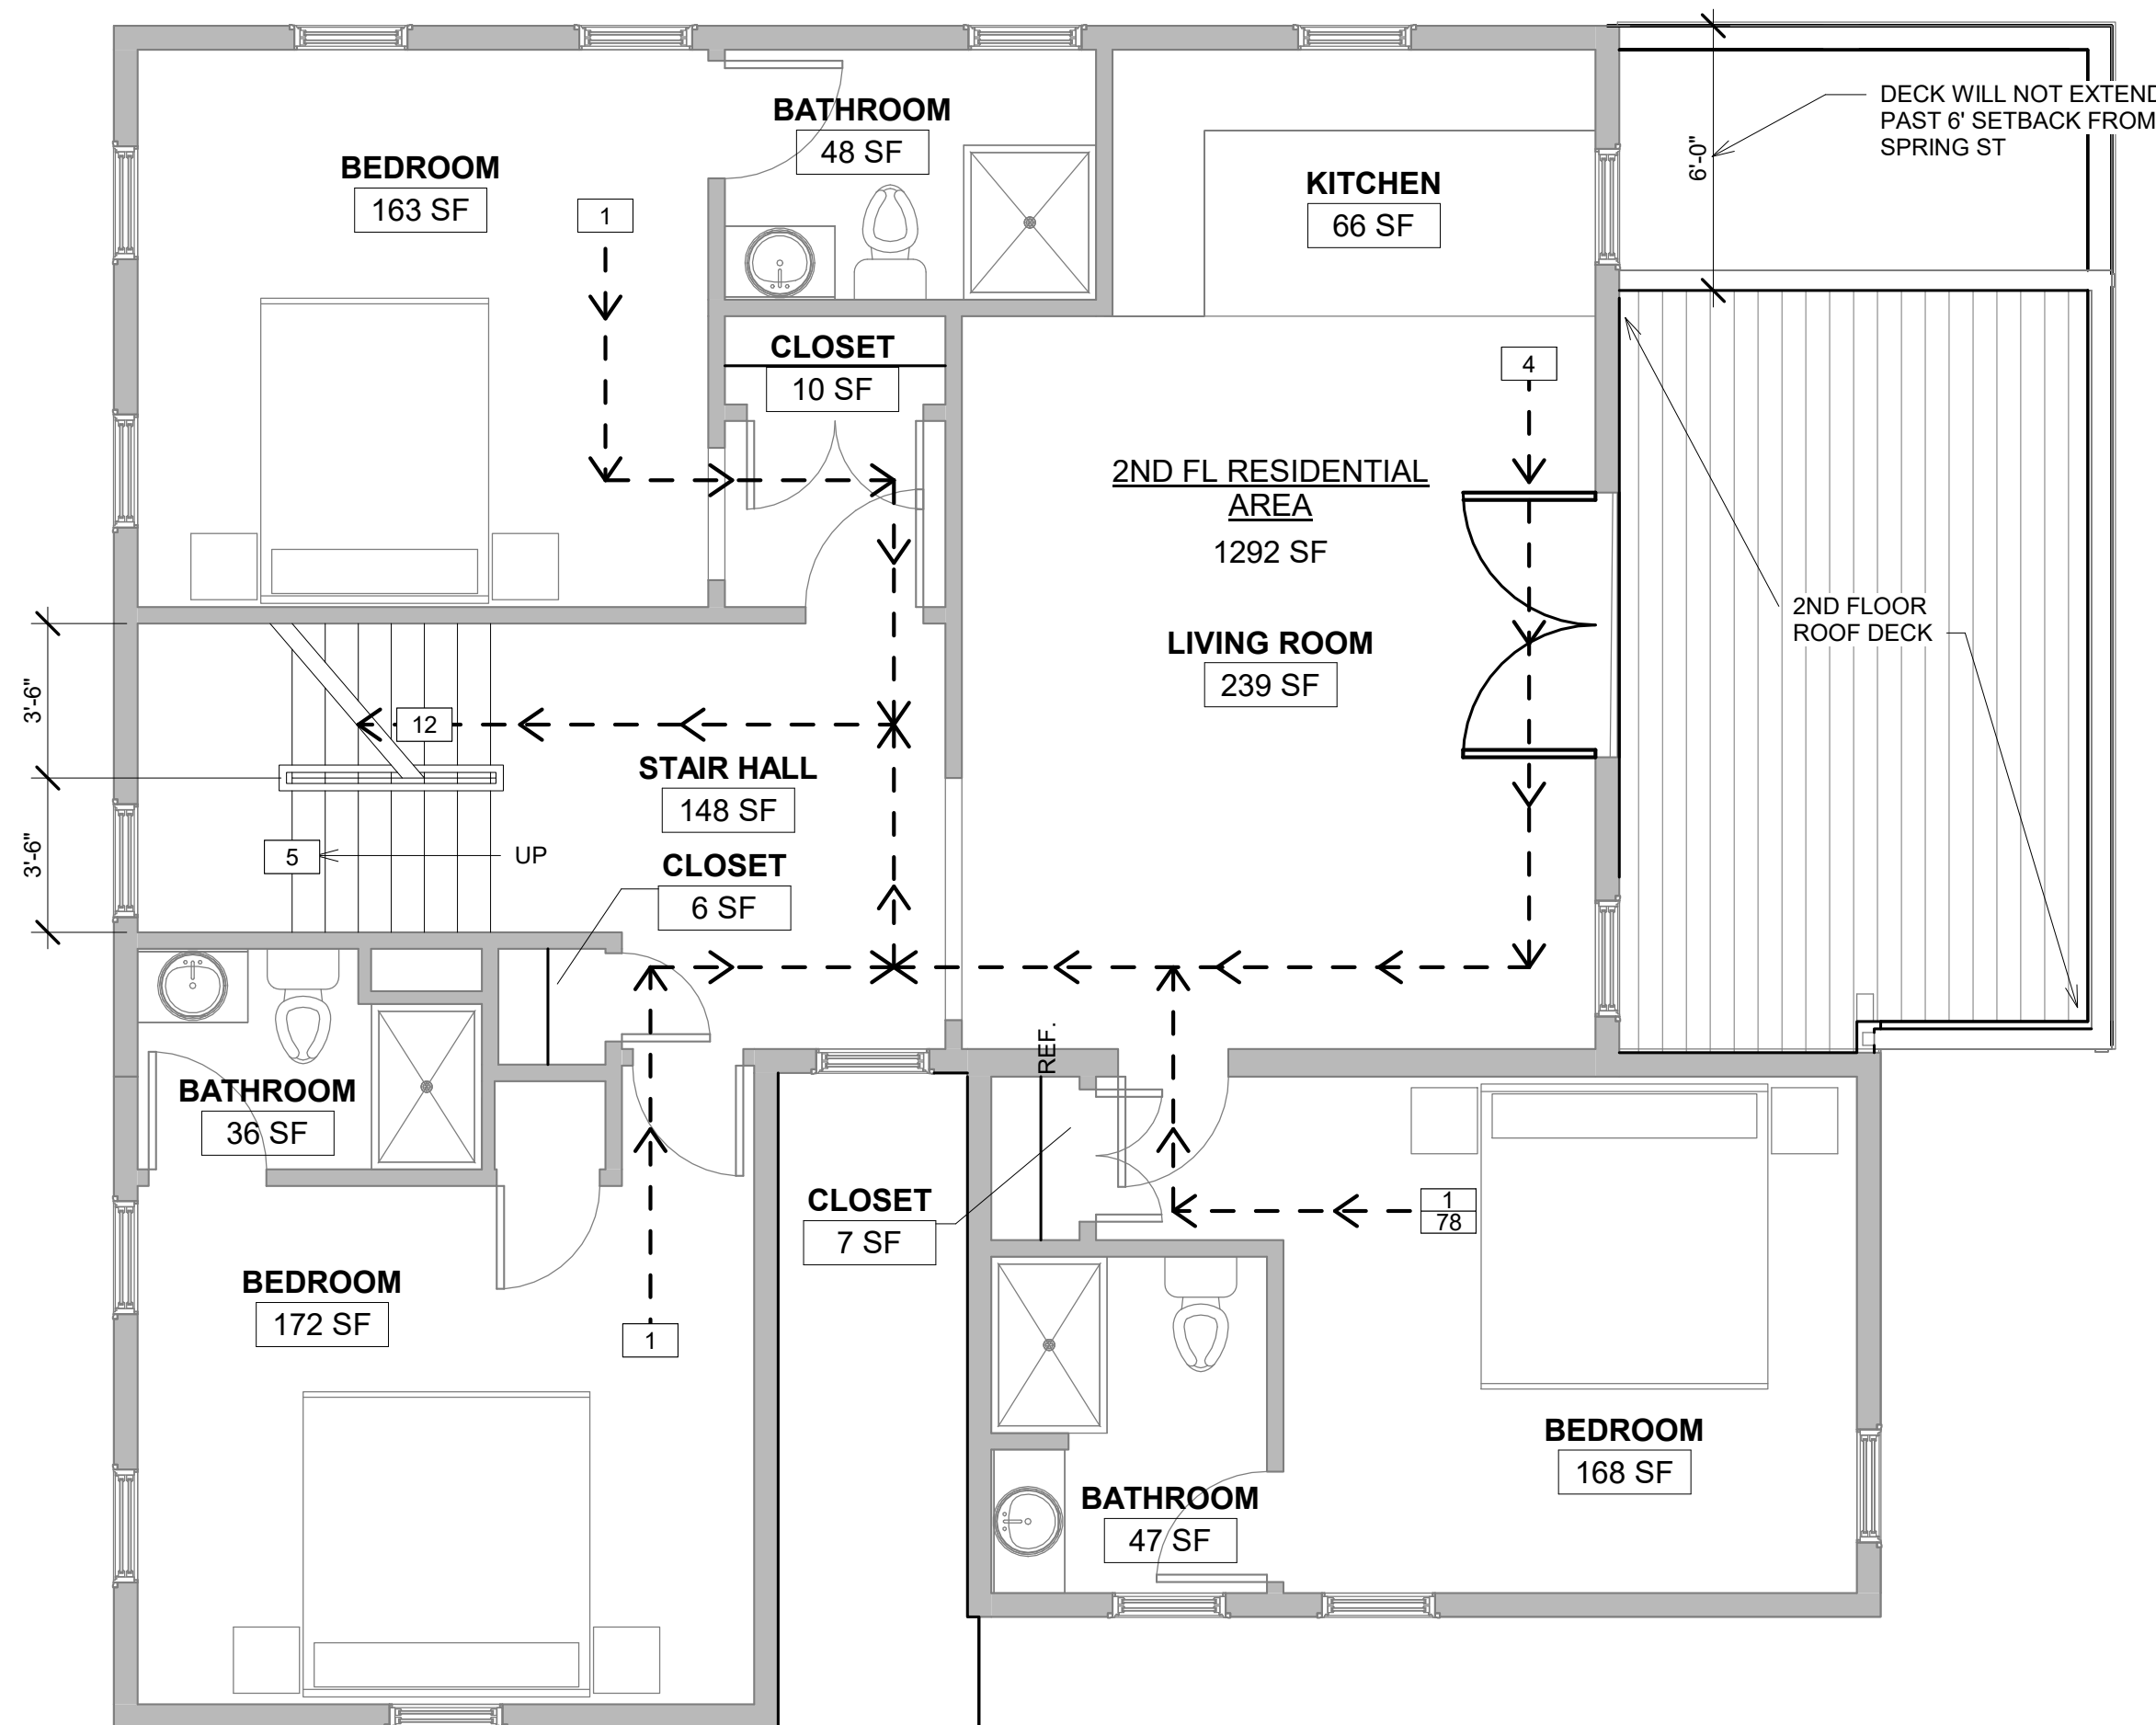 DECK WILL NOT EXTEND
PAST 6' SETBACK FROM
SPRING ST
6'-0"
BATHROOM
48 SF
BEDROOM
163 SF
1
KITCHEN
66 SF
CLOSET
10 SF
4
2ND FL RESIDENTIAL
AREA
1292 SF
LIVING ROOM
239 SF
2ND FLOOR
ROOF DECK
3'-6"
12
STAIR HALL
148 SF
3'-6"
5
UP
CLOSET
6 SF
REF.
BATHROOM
36 SF
CLOSET
7 SF
1
78
BEDROOM
172 SF
1
BEDROOM
168 SF
BATHROOM
47 SF